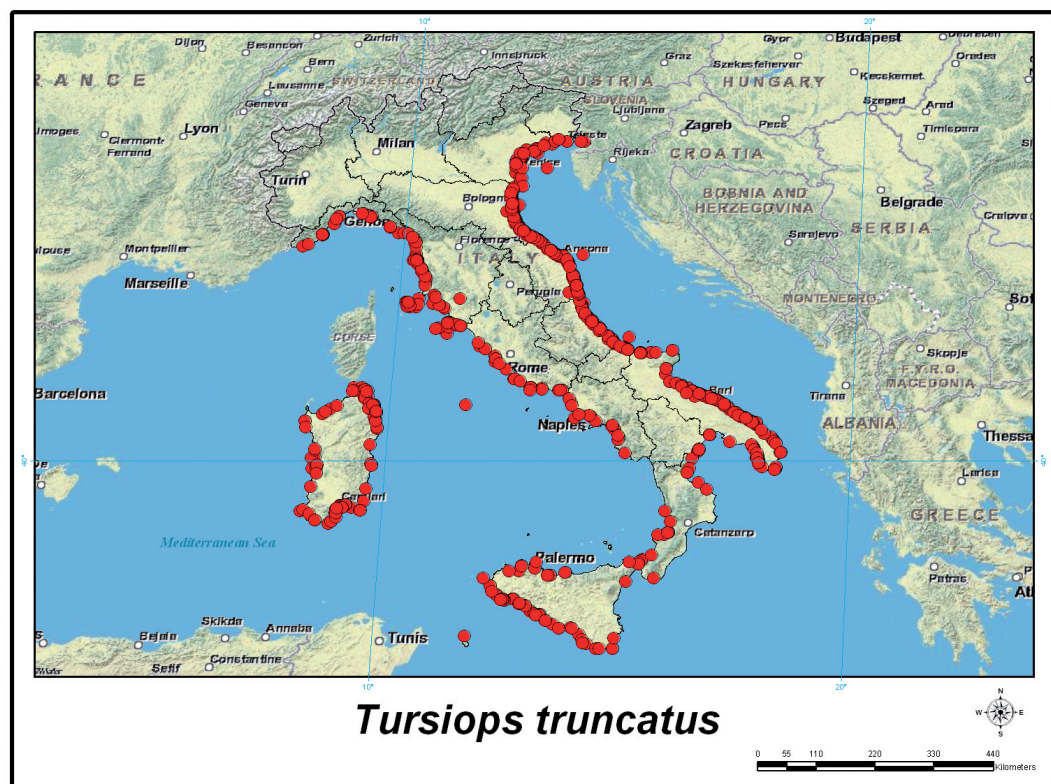 10°
20°
Dijon
Besancon
Zurich
Innsbruck
Graz
Gyor
Budapest
Debrecen
Oradea
Bern
Lausanne
Geneva
SWITZERLAND
AUSTRIA
SLOVENIA
Ljubljana
HUNGARY
Szekesfehervar
Kecskemet
Szeged
Arad
Timisoara
RANCE
Limoges
Clermont-
Ferrand
Lyon
Milan
Turin
Trieste
Venice
Rijeka
Zagreb
Pecs
CROATIA
BOSNIA AND
HERZEGOVINA
Belgrade
SERBIA
Craiova
Bologna
Genoa
Florence
ITALY
Ancona
Sarajevo
Montpellier
Marseille
Perugia
MONTENEGRO
CORSE
Rome
Skopje
F.Y.R.O.
MACEDONIA
Barcelona
Bari
Tirana
ALBANIA
Naples
40°
40°
Larisa
Cagliari
GREECE
Mediterranean Sea
Catanzaro
Palermo
Patras
Skikda
Annaba
Bejaia
Tunis
Setif
Constantine
10°
20°
Tursiops truncatus
N
W
E
S
0 55 110 220 330 440
Kilometers